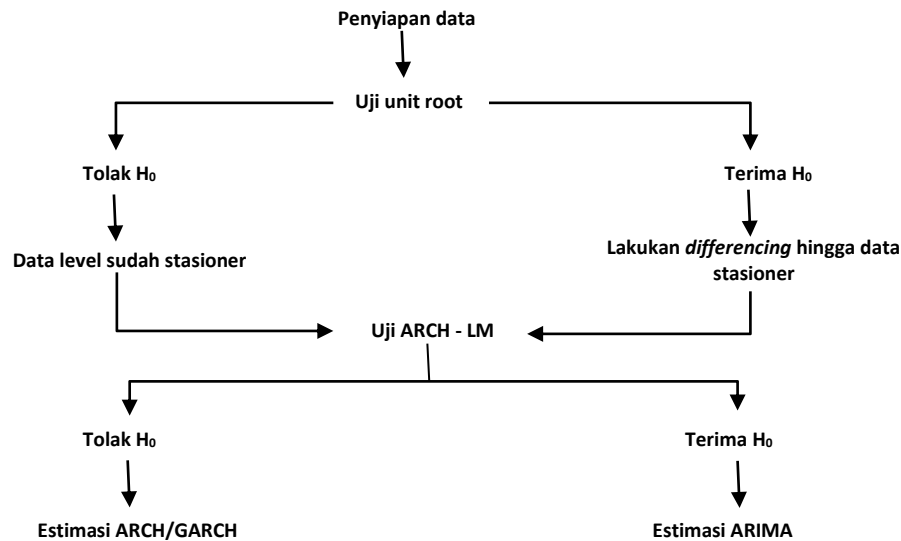 Penyiapan data
Uji unit root
Tolak H₀
Terima H₀
Data level sudah stasioner
Lakukan differencing hingga data
stasioner
Uji ARCH - LM
Tolak H₀
Terima H₀
Estimasi ARCH/GARCH
Estimasi ARIMA